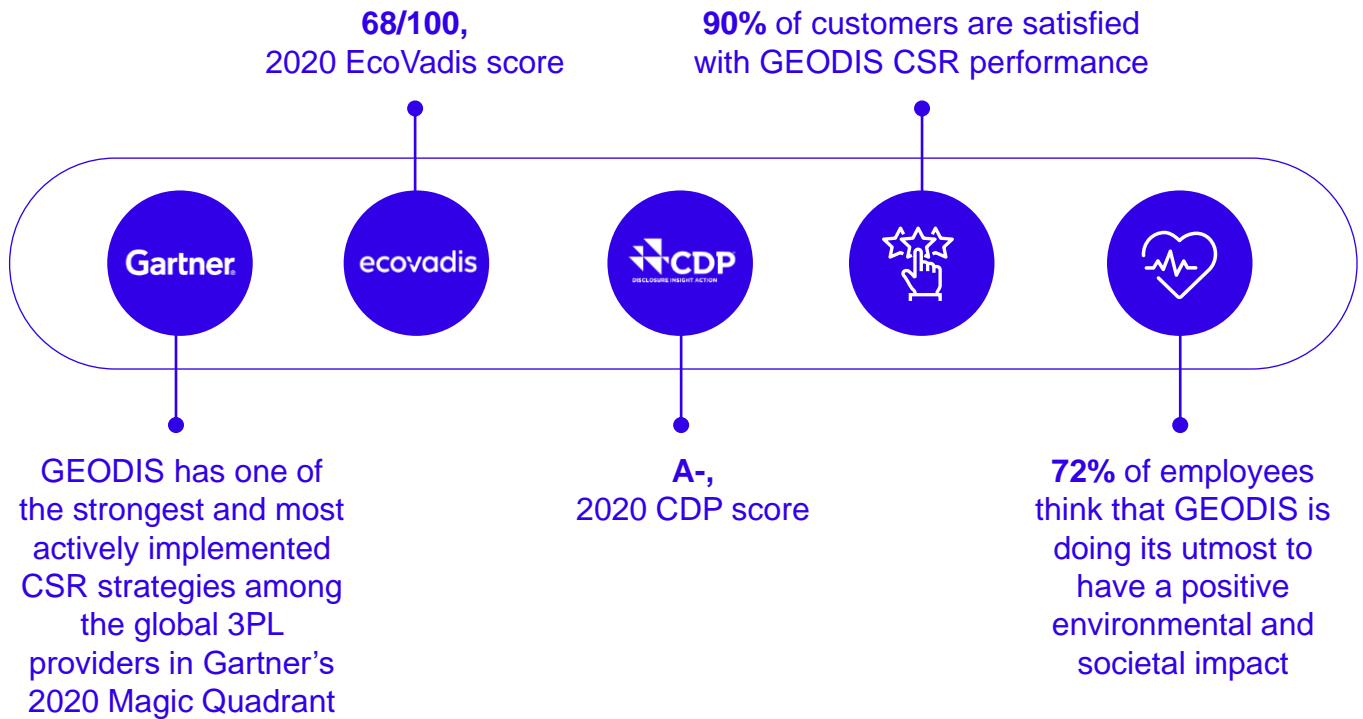 68/100,
2020 EcoVadis score
90% of customers are satisfied
with GEODIS CSR performance
Gartner®
ecovadis
CDP
DISCLOSURE INSIGHT ACTION
GEODIS has one of
the strongest and most
actively implemented
CSR strategies among
the global 3PL
providers in Gartner’s
2020 Magic Quadrant
A-,
2020 CDP score
72% of employees
think that GEODIS is
doing its utmost to
have a positive
environmental and
societal impact